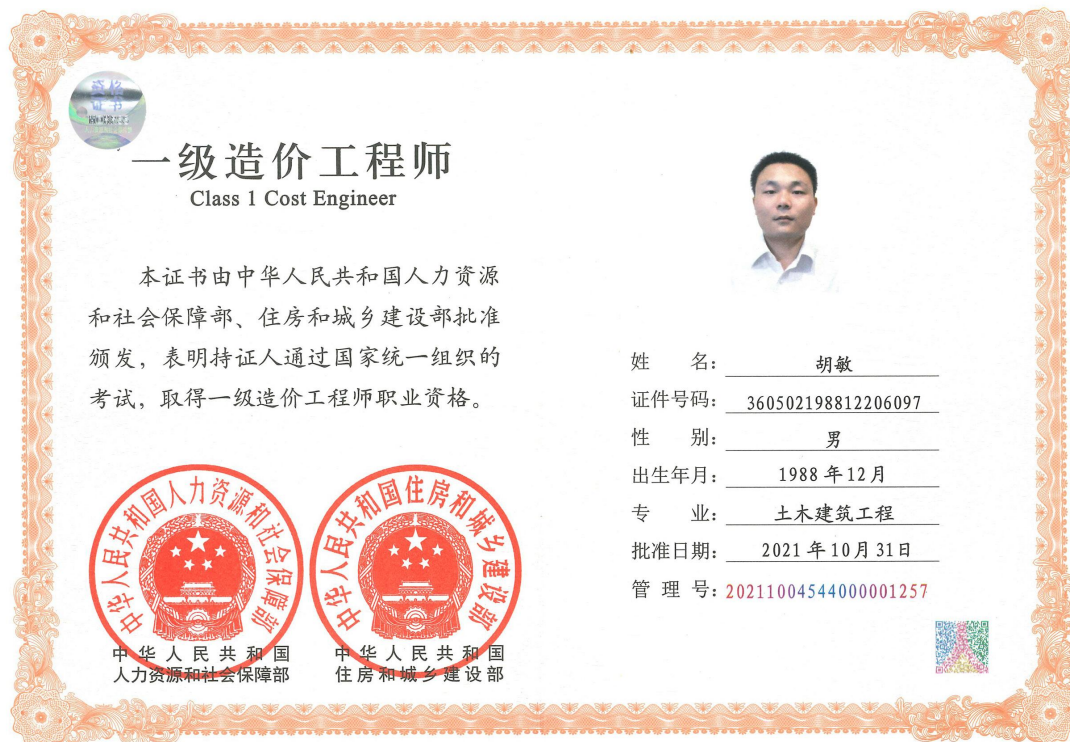 资格
证书
一级造价工程师
Class 1 Cost Engineer
本证书由中华人民共和国人力资源
和社会保障部、住房和城乡建设部批准
颁发，表明持证人通过国家统一组织的
考试，取得一级造价工程师职业资格。
中华人民共和国人力资源和社会保障部
中华人民共和国住房和城乡建设部
中华人民共和国
人力资源和社会保障部
中华人民共和国
住房和城乡建设部
姓名：胡敏
证件号码：360502198812206097
性别：男
出生年月：1988年12月
专业：土木建筑工程
批准日期：2021年10月31日
管理号：20211004544000001257